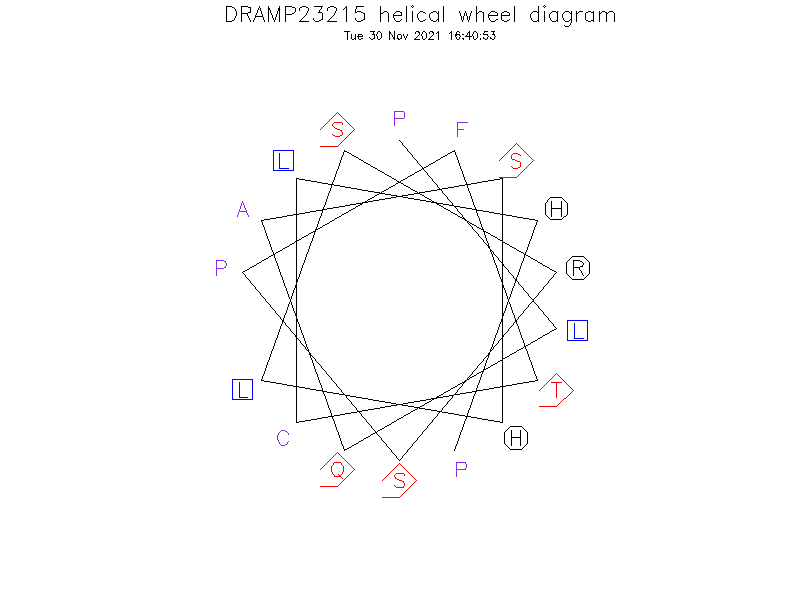 DRAMP23215 helical wheel diagram
Tue 30 Nov 2021 16:40:53
P
S F
L S
A H
P R
L
L T
C H
Q S P